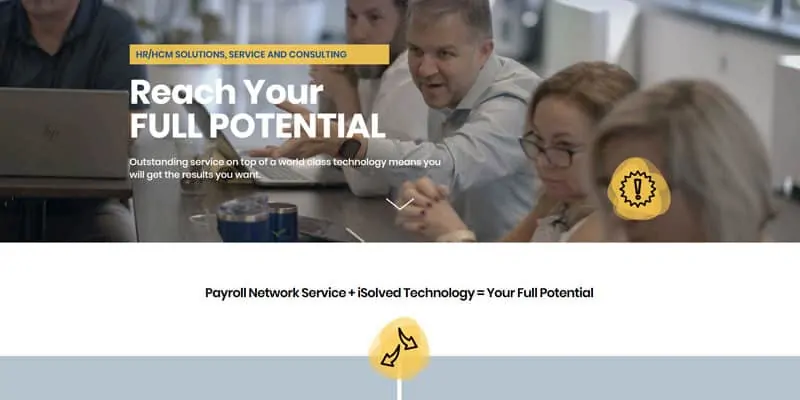 HR/HCM SOLUTIONS, SERVICE AND CONSULTING
Reach Your
FULL POTENTIAL
Outstanding service on top of a world class technology means you
will get the results you want.
Payroll Network Service + iSolved Technology = Your Full Potential